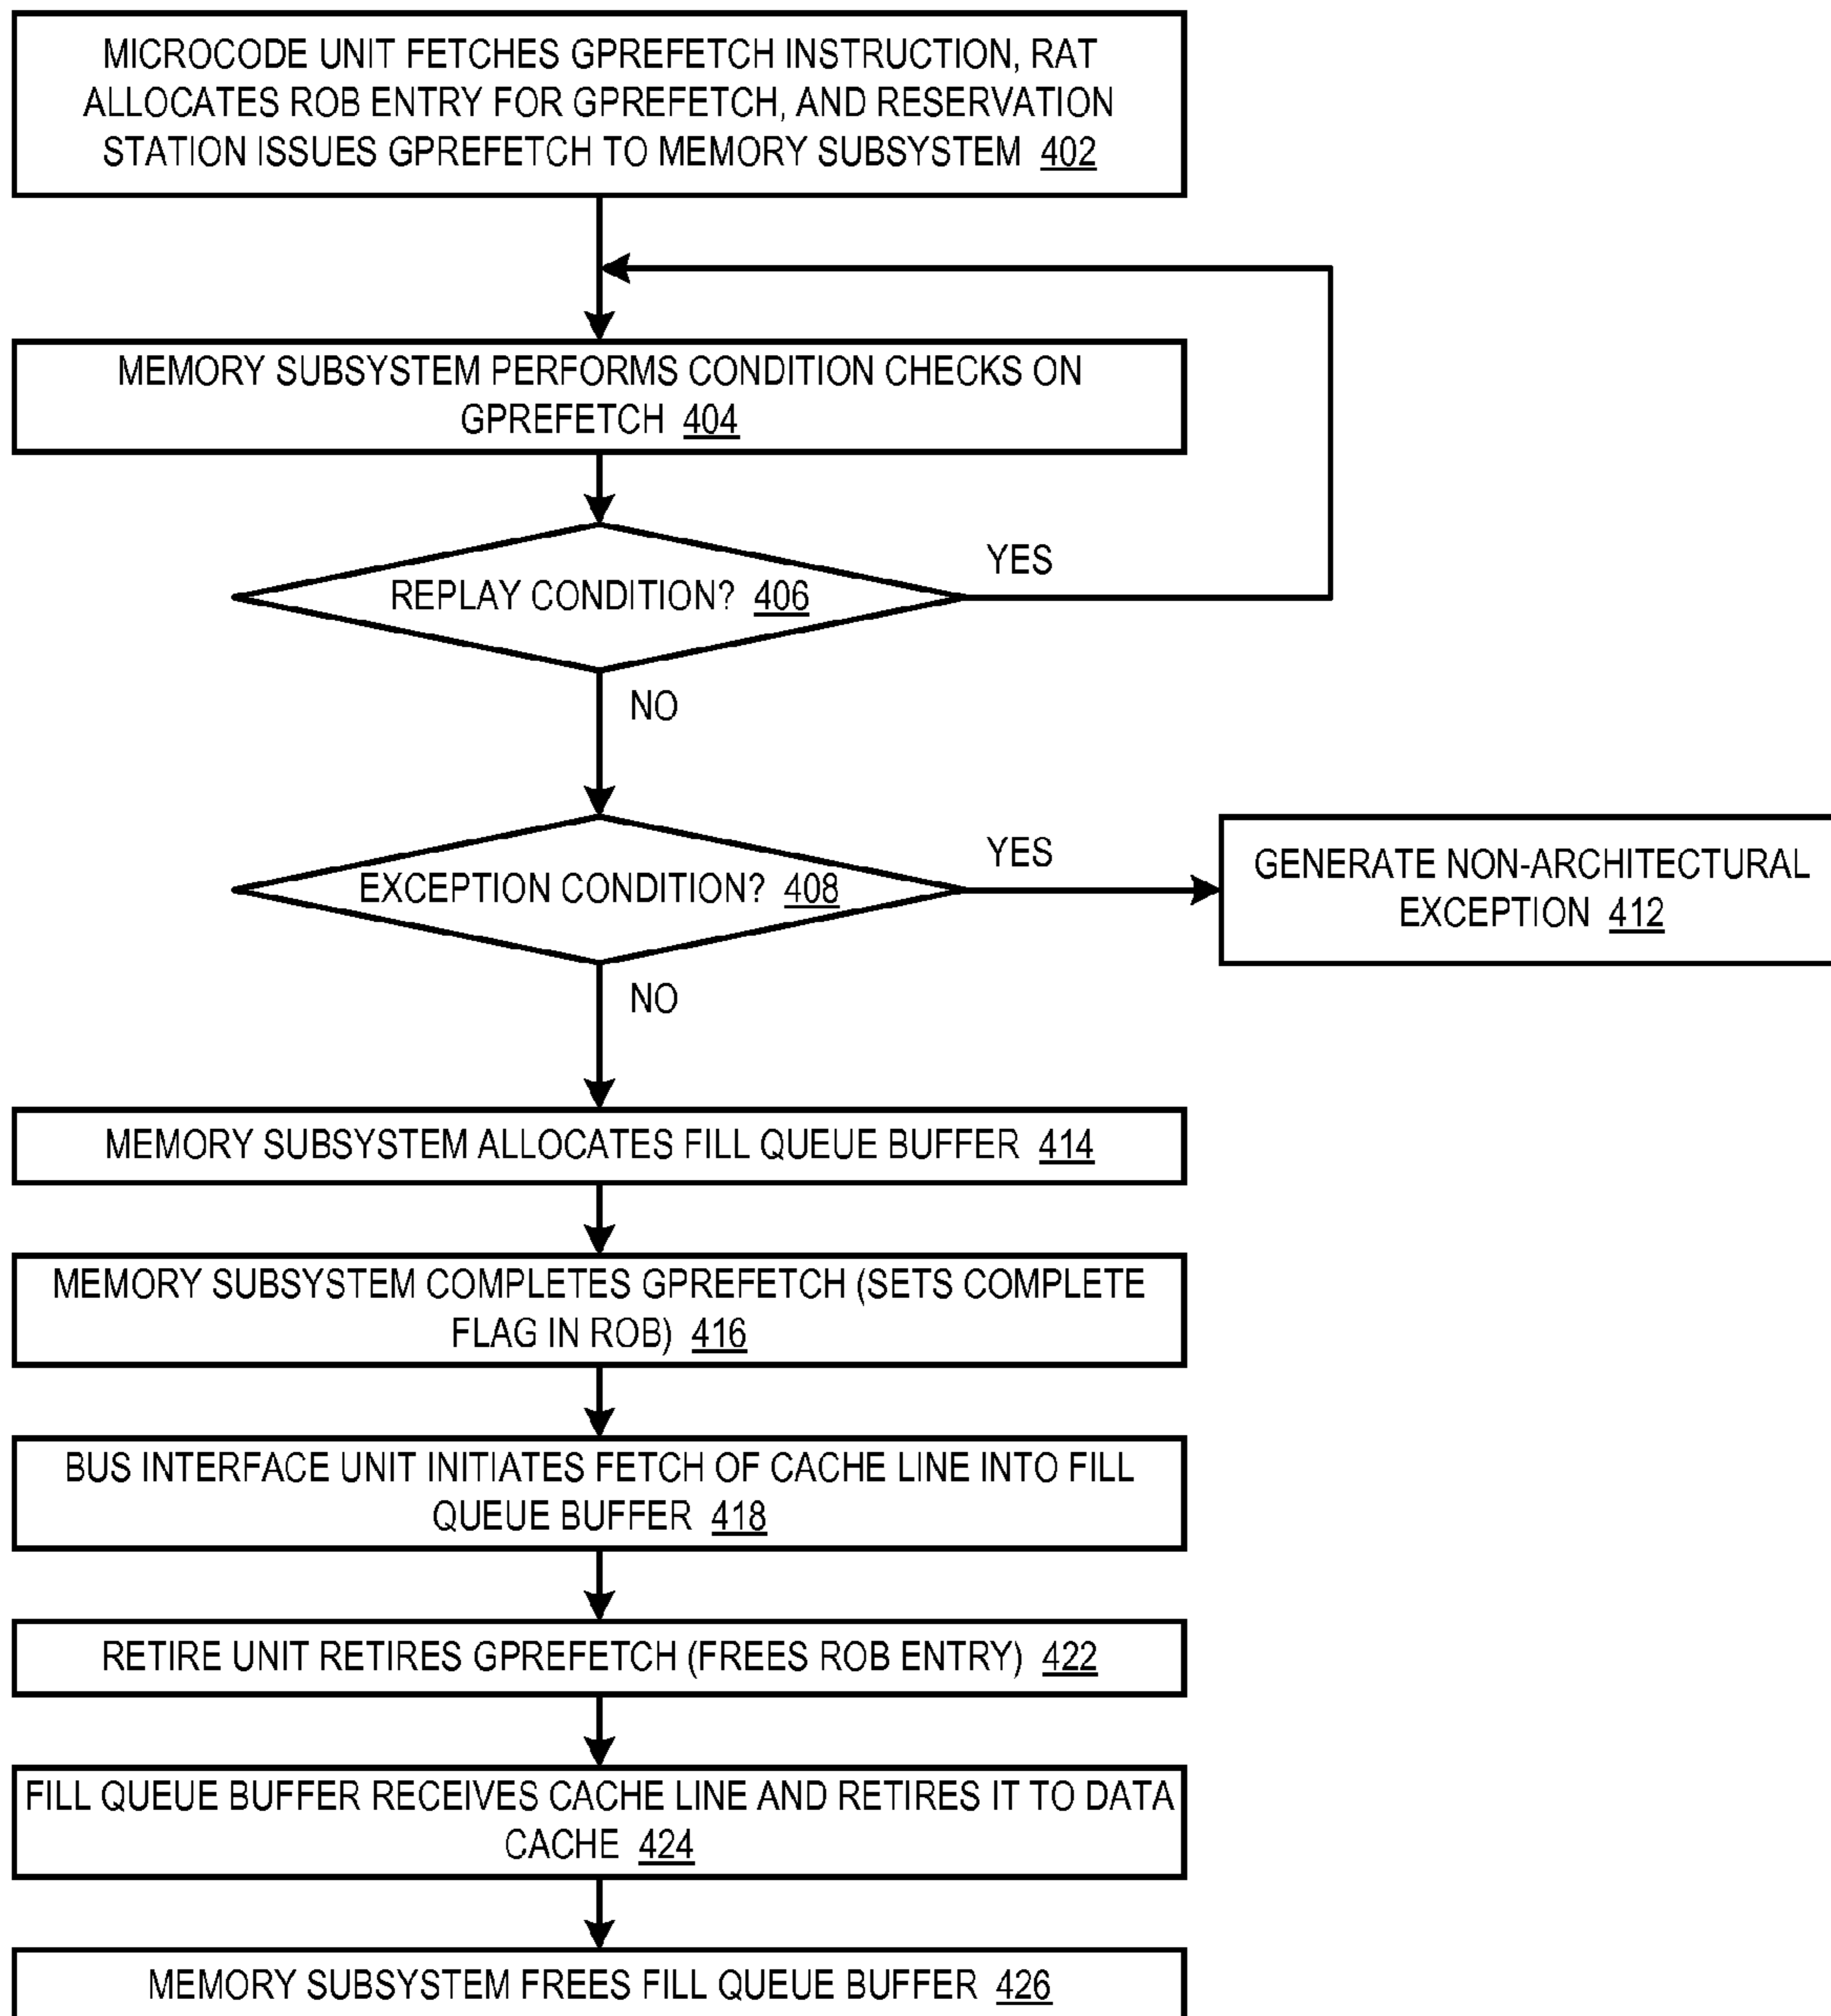 MICROCODE UNIT FETCHES GPREFETCH INSTRUCTION, RAT
ALLOCATES ROB ENTRY FOR GPREFETCH, AND RESERVATION
STATION ISSUES GPREFETCH TO MEMORY SUBSYSTEM 402
MEMORY SUBSYSTEM PERFORMS CONDITION CHECKS ON
GPREFETCH 404
YES
REPLAY CONDITION? 406
NO
YES
EXCEPTION CONDITION? 408
GENERATE NON-ARCHITECTURAL
EXCEPTION 412
NO
MEMORY SUBSYSTEM ALLOCATES FILL QUEUE BUFFER 414
MEMORY SUBSYSTEM COMPLETES GPREFETCH (SETS COMPLETE
FLAG IN ROB) 416
BUS INTERFACE UNIT INITIATES FETCH OF CACHE LINE INTO FILL
QUEUE BUFFER 418
RETIRE UNIT RETIRES GPREFETCH (FREES ROB ENTRY) 422
FILL QUEUE BUFFER RECEIVES CACHE LINE AND RETIRES IT TO DATA
CACHE 424
MEMORY SUBSYSTEM FREES FILL QUEUE BUFFER 426